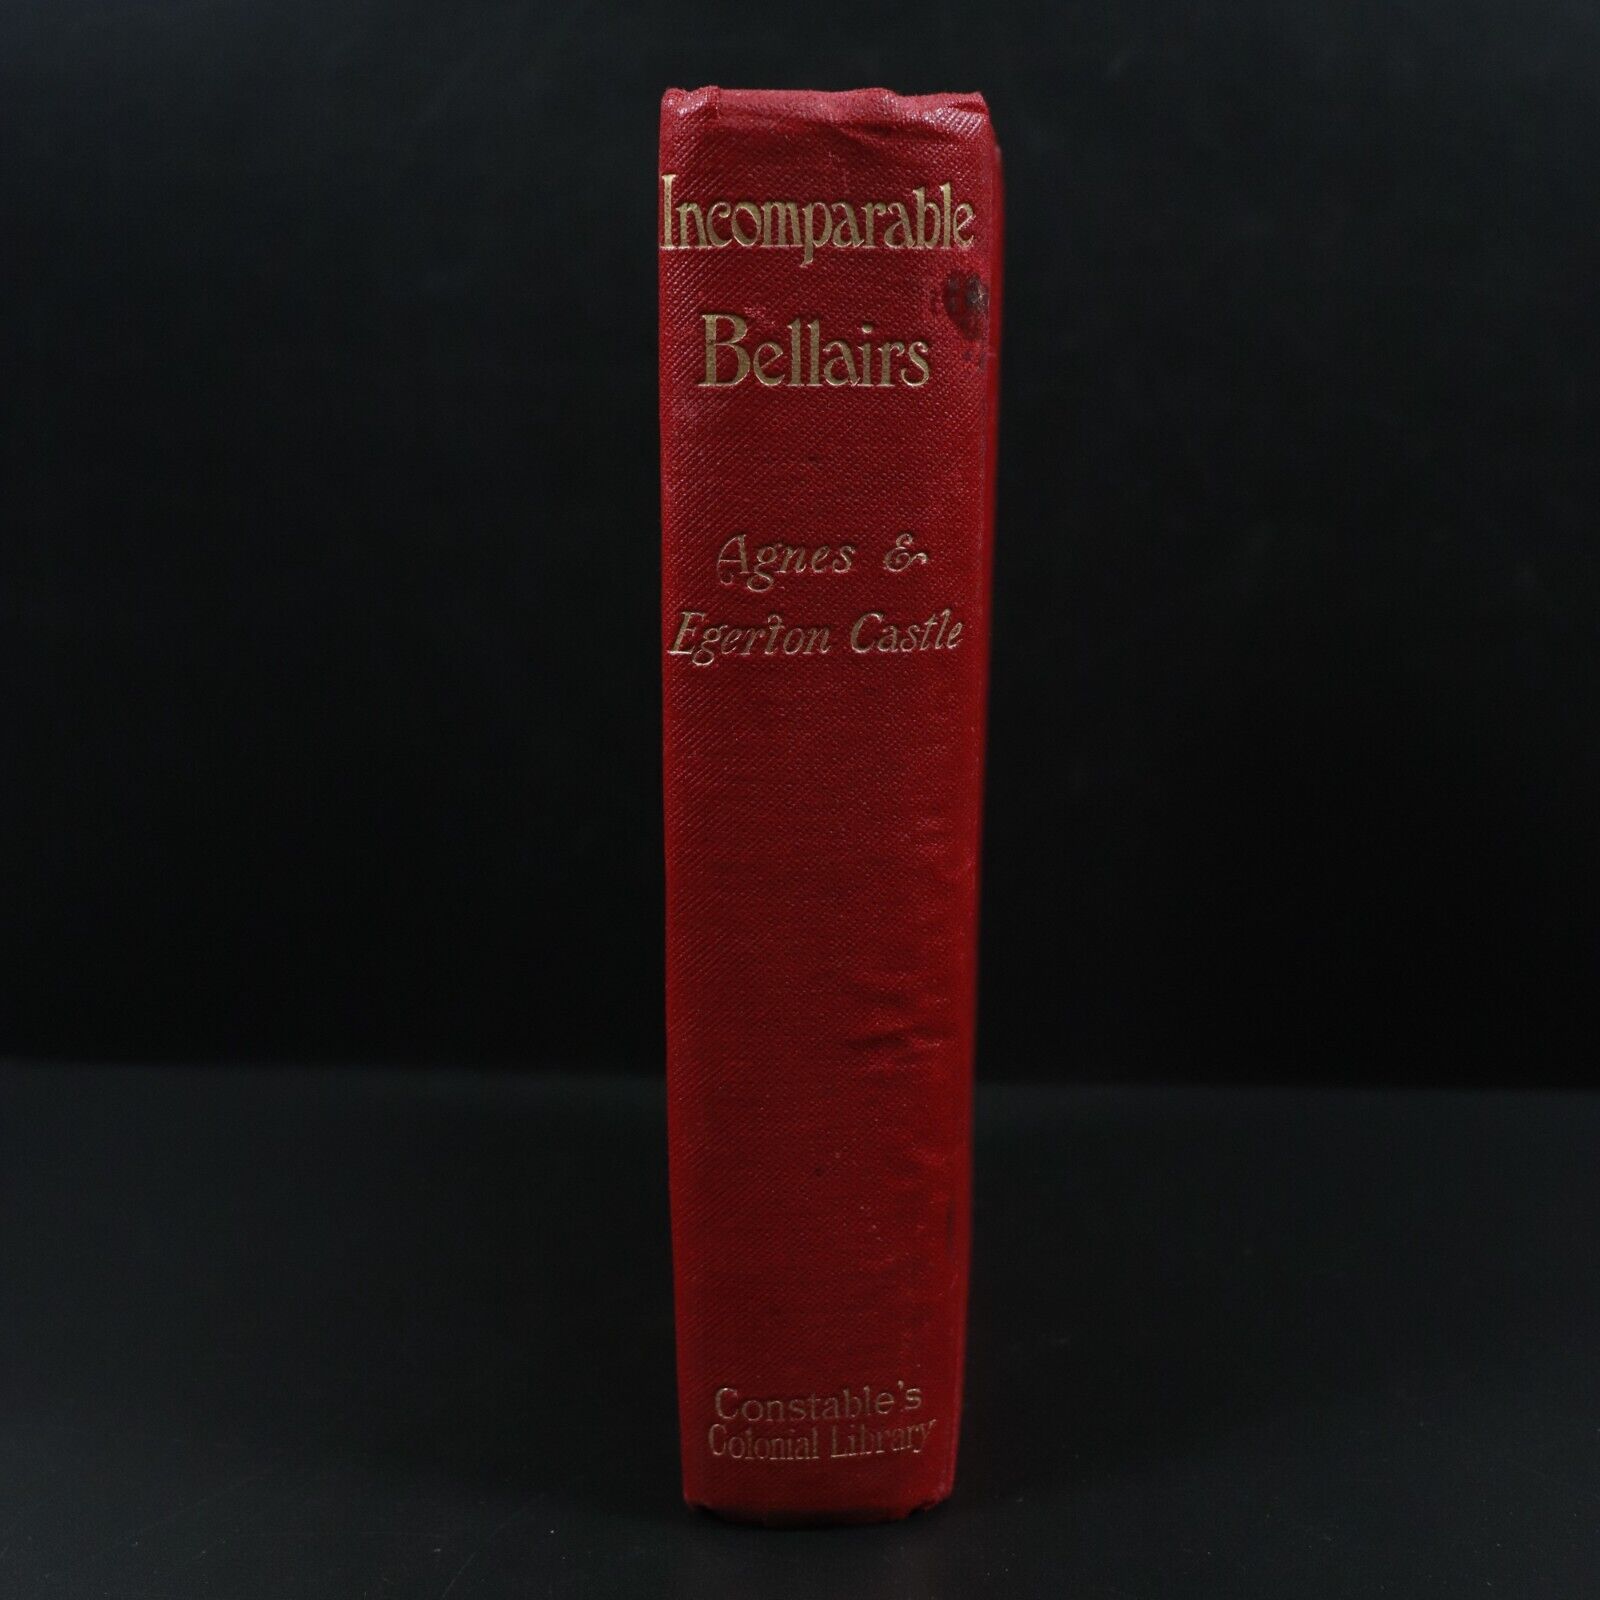 Incomparable
Bellairs
Agnes &
Egerton Castle
Constable's
Colonial Library